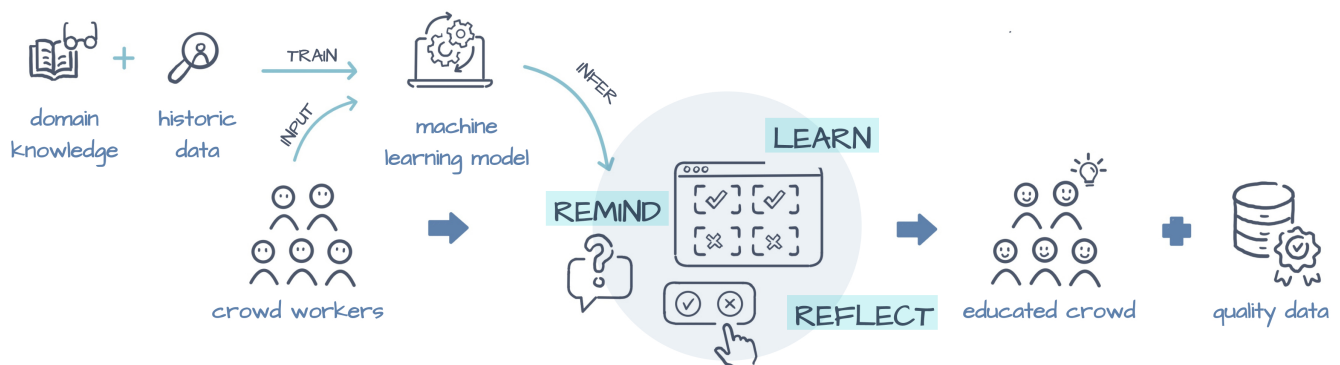 TRAIN
INFER
INPUT
domain
knowledge
historic
data
machine
learning model
LEARN
REMIND
REFLECT
crowd workers
educated crowd
quality data